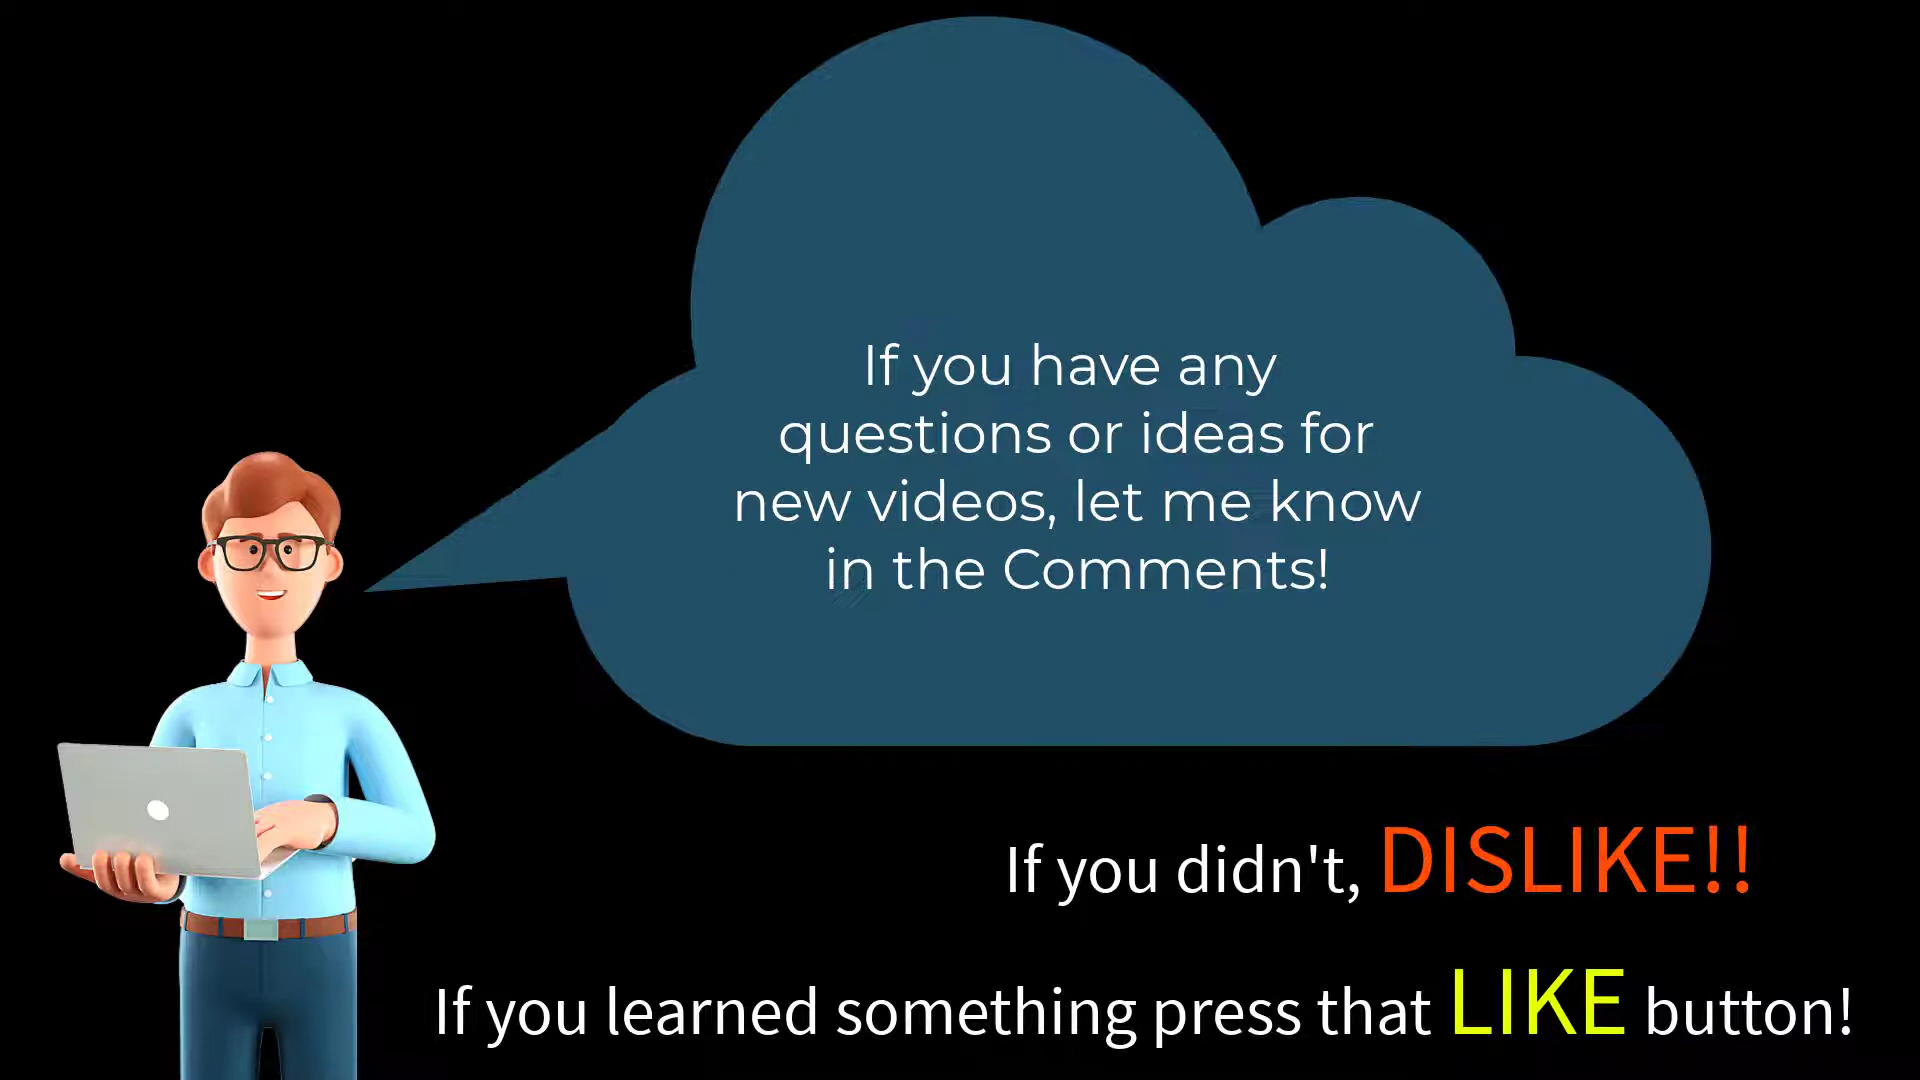 If you have any
questions or ideas for
new videos, let me know
in the Comments!
If you didn't, DISLIKE!!
If you learned something press that LIKE button!